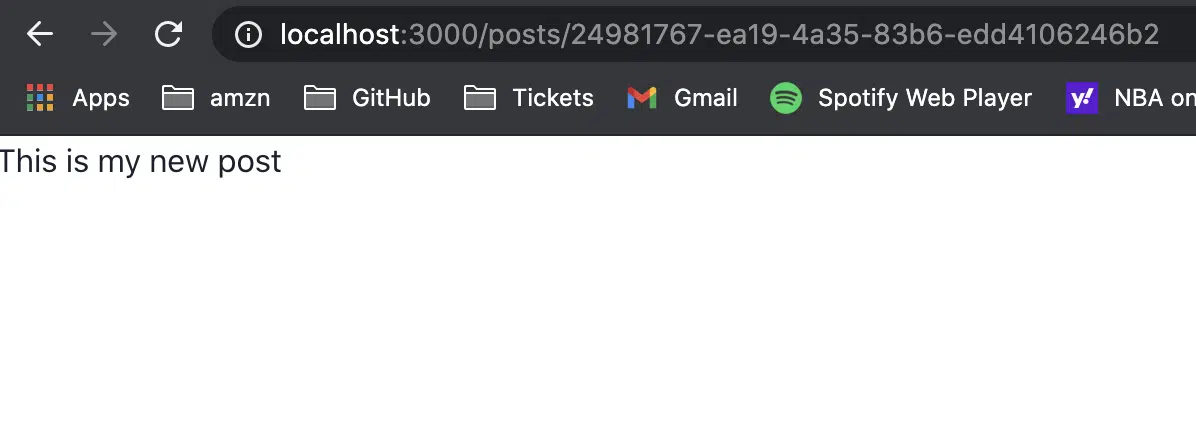 localhost:3000/posts/24981767-ea19-4a35-83b6-edd4106246b2
Apps amzn GitHub Tickets Gmail Spotify Web Player y! NBA on
This is my new post